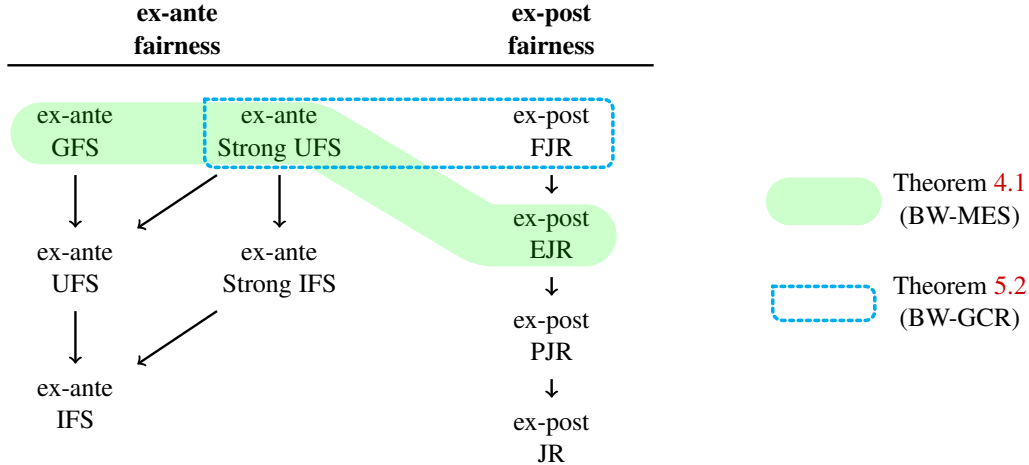 ex-ante
fairness
ex-post
fairness
ex-ante
GFS
ex-ante
Strong UFS
ex-post
FJR
ex-post
EJR
ex-ante
UFS
ex-ante
Strong IFS
ex-post
PJR
ex-ante
IFS
ex-post
JR
Theorem 4.1
(BW-MES)
Theorem 5.2
(BW-GCR)